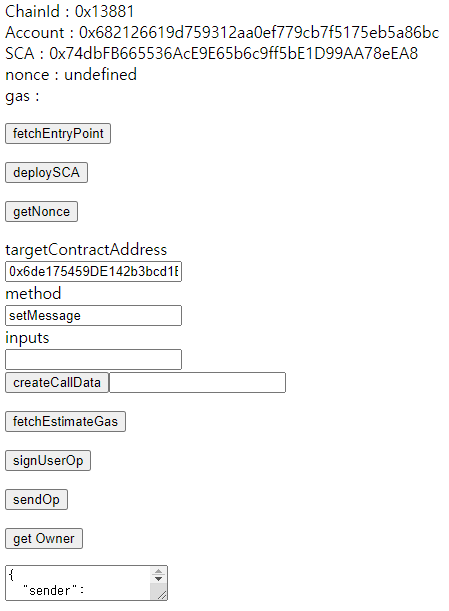 ChainId : 0x13881
Account : 0x682126619d759312aa0ef779cb7f5175eb5a86bc
SCA : 0x74dbFB665536AcE9E65b6c9ff5bE1D99AA78eEA8
nonce : undefined
gas :
fetchEntryPoint
deploySCA
getNonce
targetContractAddress
0x6de175459DE142b3bcd1E
method
setMessage
inputs
createCallData
fetchEstimateGas
signUserOp
sendOp
get Owner
{
"sender":